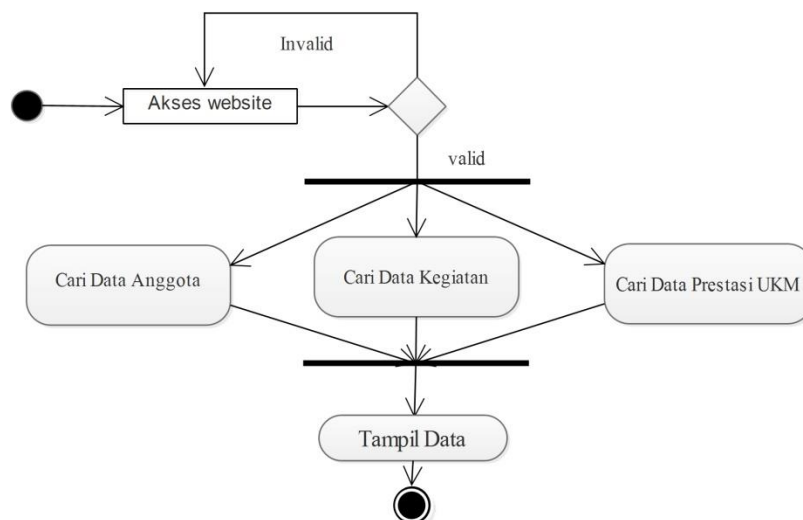 Invalid
Akses website
valid
Cari Data Anggota
Cari Data Kegiatan
Cari Data Prestasi UKM
Tampil Data